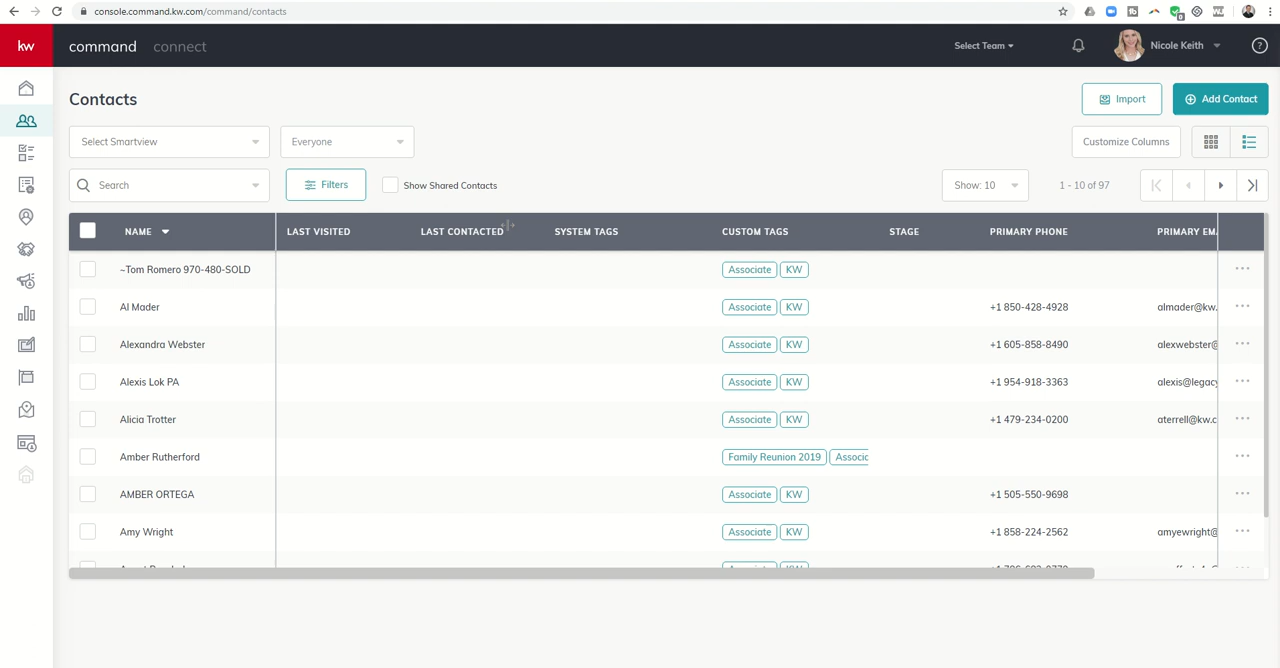 console.command.kw.com/command/contacts
kw command connect Select Team Nicole Keith ?
Contacts Import Add Contact
Select Smartview Everyone Customize Columns
Search Filters Show Shared Contacts Show: 10 1 - 10 of 97
NAME LAST VISITED LAST CONTACTED SYSTEM TAGS CUSTOM TAGS STAGE PRIMARY PHONE PRIMARY EM
~Tom Romero 970-480-SOLD Associate KW
Al Mader Associate KW +1 850-428-4928 almader@kw.
Alexandra Webster Associate KW +1 605-858-8490 alexwebster@
Alexis Lok PA Associate KW +1 954-918-3363 alexis@legacy
Alicia Trotter Associate KW +1 479-234-0200 aterrell@kw.c
Amber Rutherford Family Reunion 2019 Associc
AMBER ORTEGA Associate KW +1 505-550-9698
Amy Wright Associate KW +1 858-224-2562 amyewright@